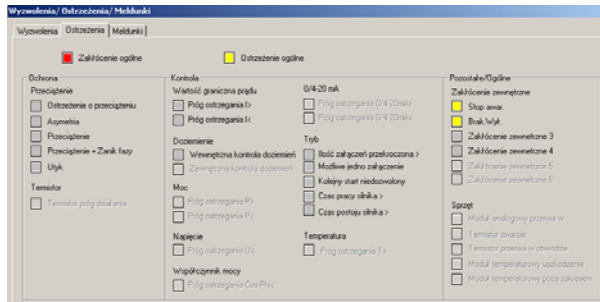 Wyzwolenia/ Ostrzeżenia/ Meldunki
Wyzwolenia Ostrzeżenia Meldunki
Zakłócenie ogólne Ostrzeżenie ogólne
Ochrona
Przeciążenie
Ostrzeżenie o przeciążeniu
Asymetria
Przeciążenie
Przeciążenie + Zanik fazy
Utyk
Termistor
Termistor próg działania
Kontrola
Wartość graniczna prądu
Próg ostrzegania I>
Próg ostrzegania I<
Doziemienie
Wewnętrzna kontrola doziemień
Zewnętrzna kontrola doziemień
Moc
Próg ostrzegania P>
Próg ostrzegania P<
Napięcie
Próg ostrzegania U<
Współczynnik mocy
Próg ostrzegania Cos-Phi<
0/4-20 mA
Próg ostrzegania 0/4-20mA>
Próg ostrzegania 0/4-20mA<
Tryb
Ilość załączeń przekroczona >
Możliwe jedno załączenie
Kolejny start niedozwolony
Czas pracy silnika >
Czas postoju silnika >
Temperatura
Próg ostrzegania T>
Pozostałe/Ogólne
Zakłócenie zewnętrzne
Stop awar.
Brak.Wył.
Zakłócenie zewnętrzne 3
Zakłócenie zewnętrzne 4
Zakłócenie zewnętrzne 5
Zakłócenie zewnętrzne 6
Sprzęt
Moduł analogowy przerwa w
Termistor zwarcie
Termistor przerwa w obwodzie
Moduł temperaturowy uszkodzenie
Moduł temperaturowy poza zakresem